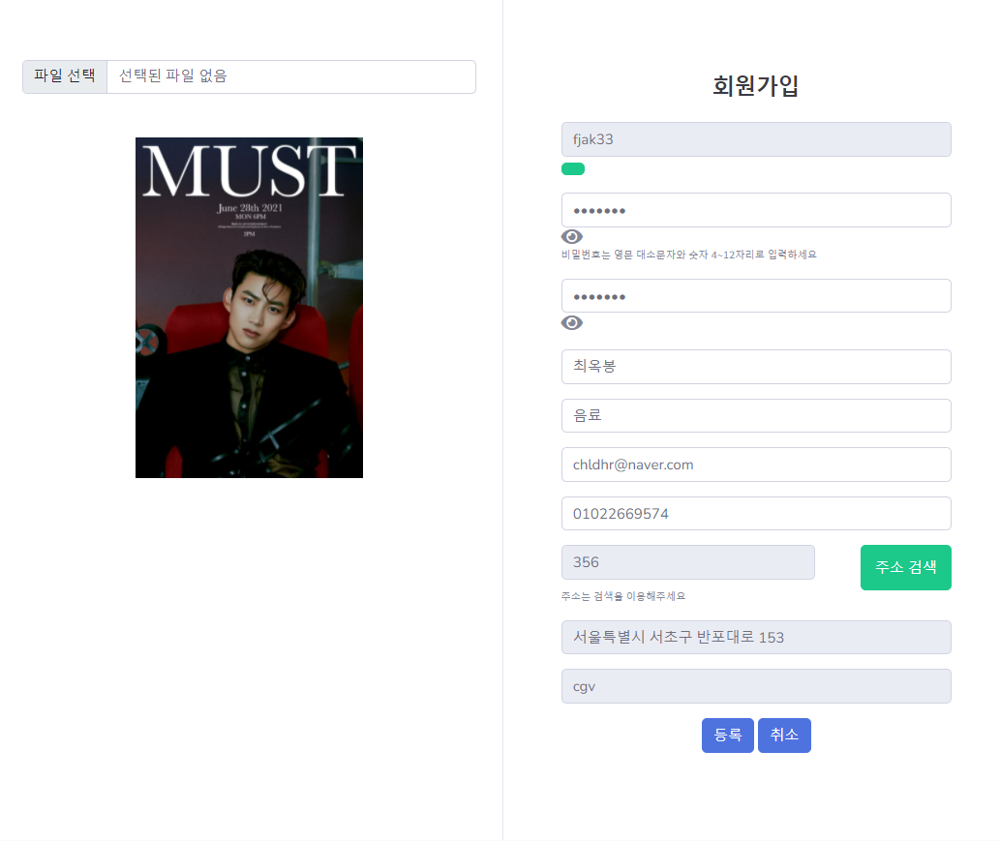 파일 선택 선택된 파일 없음
MUST
June 28th 2021
MON 6PM
2PM
회원가입
fjak33
•••••••
비밀번호는 영문 대소문자와 숫자 4~12자리로 입력하세요
•••••••
최옥봉
음료
chldhr@naver.com
01022669574
356
주소 검색
주소는 검색을 이용해주세요
서울특별시 서초구 반포대로 153
cgv
등록 취소